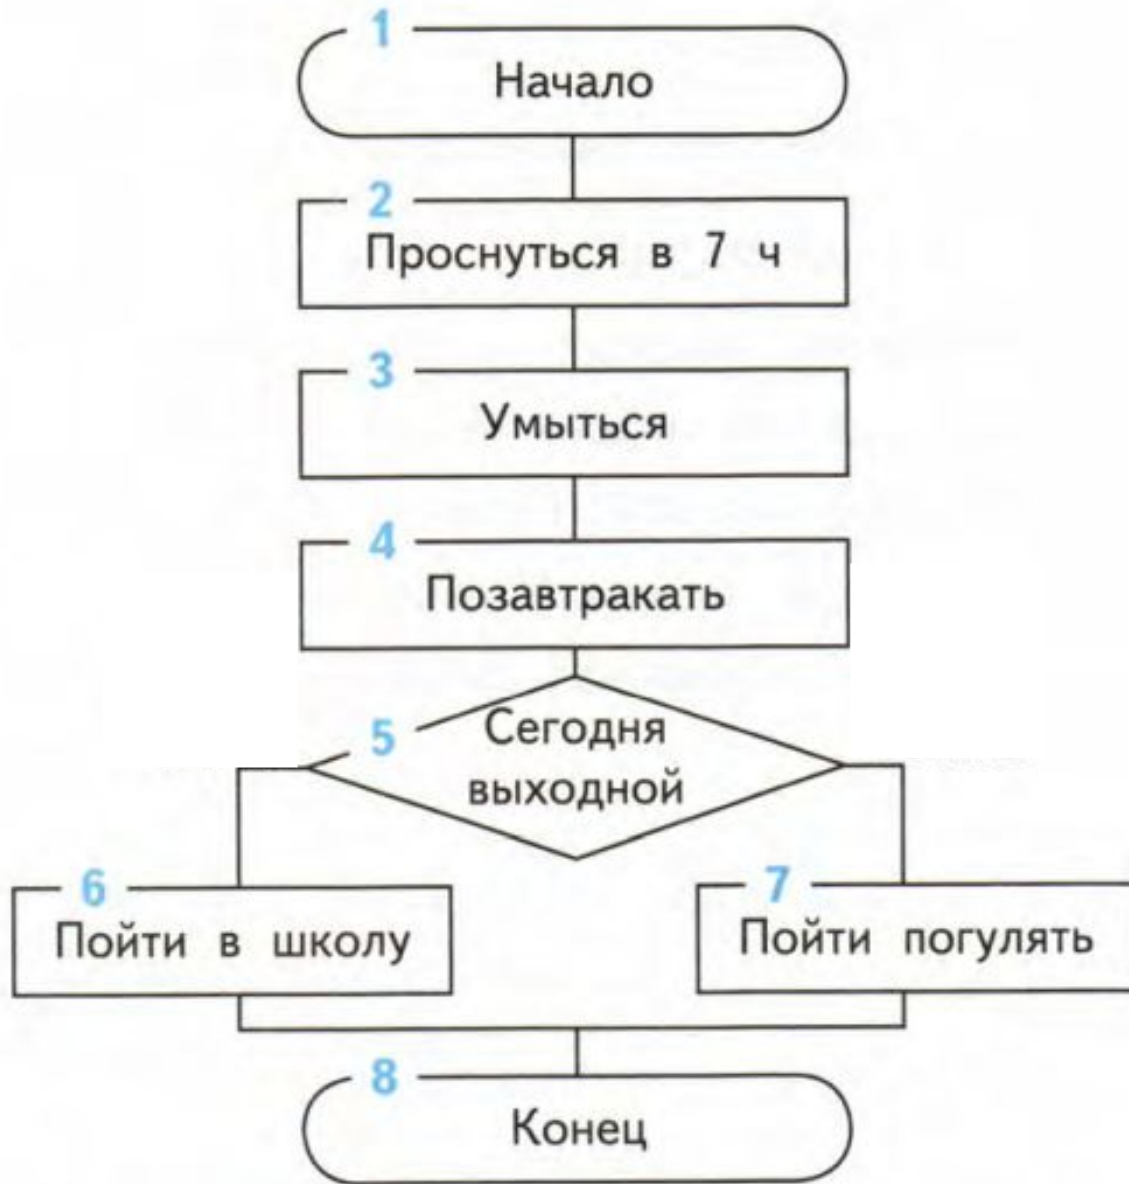 1
Начало
2
Проснуться в 7 ч
3
Умыться
4
Позавтракать
5
Сегодня
выходной
6
Пойти в школу
7
Пойти погулять
8
Конец